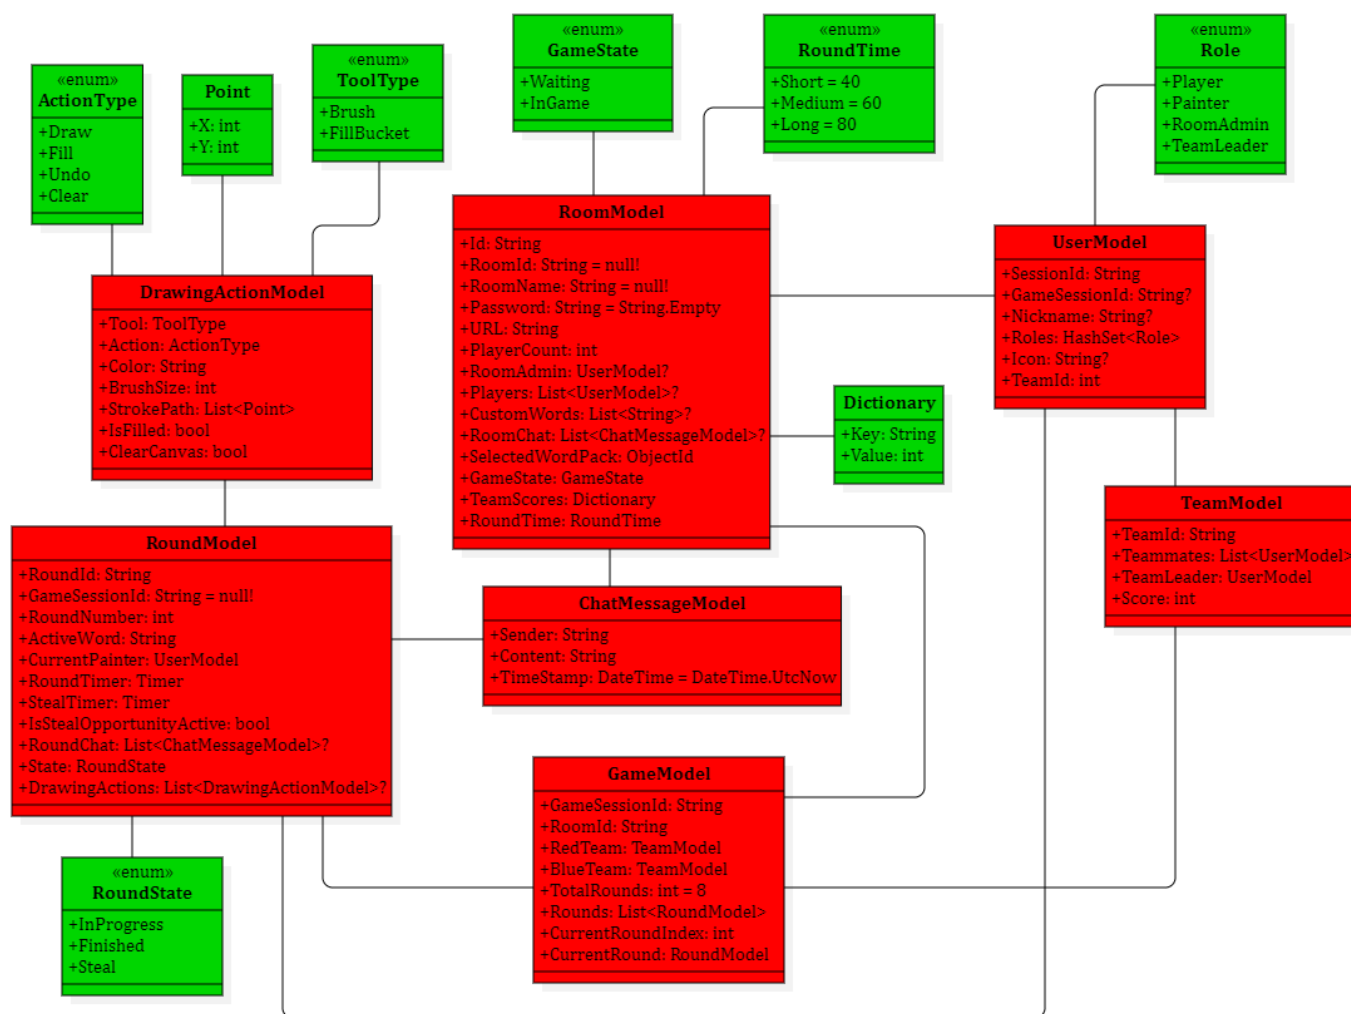 «enum»
ActionType
+Draw
+Fill
+Undo
+Clear
Point
+X: int
+Y: int
«enum»
ToolType
+Brush
+FillBucket
«enum»
GameState
+Waiting
+InGame
«enum»
RoundTime
+Short = 40
+Medium = 60
+Long = 80
«enum»
Role
+Player
+Painter
+RoomAdmin
+TeamLeader
DrawingActionModel
+Tool: ToolType
+Action: ActionType
+Color: String
+BrushSize: int
+StrokePath: List<Point>
+IsFilled: bool
+ClearCanvas: bool
RoomModel
+Id: String
+RoomId: String = null!
+RoomName: String = null!
+Password: String = String.Empty
+URL: String
+PlayerCount: int
+RoomAdmin: UserModel?
+Players: List<UserModel>?
+CustomWords: List<String>?
+RoomChat: List<ChatMessageModel>?
+SelectedWordPack: ObjectId
+GameState: GameState
+TeamScores: Dictionary
+RoundTime: RoundTime
UserModel
+SessionId: String
+GameSessionId: String?
+Nickname: String?
+Roles: HashSet<Role>
+Icon: String?
+TeamId: int
Dictionary
+Key: String
+Value: int
TeamModel
+TeamId: String
+Teammates: List<UserModel>
+TeamLeader: UserModel
+Score: int
RoundModel
+RoundId: String
+GameSessionId: String = null!
+RoundNumber: int
+ActiveWord: String
+CurrentPainter: UserModel
+RoundTimer: Timer
+StealTimer: Timer
+IsStealOpportunityActive: bool
+RoundChat: List<ChatMessageModel>?
+State: RoundState
+DrawingActions: List<DrawingActionModel>?
ChatMessageModel
+Sender: String
+Content: String
+TimeStamp: DateTime = DateTime.UtcNow
GameModel
+GameSessionId: String
+RoomId: String
+RedTeam: TeamModel
+BlueTeam: TeamModel
+TotalRounds: int = 8
+Rounds: List<RoundModel>
+CurrentRoundIndex: int
+CurrentRound: RoundModel
«enum»
RoundState
+InProgress
+Finished
+Steal